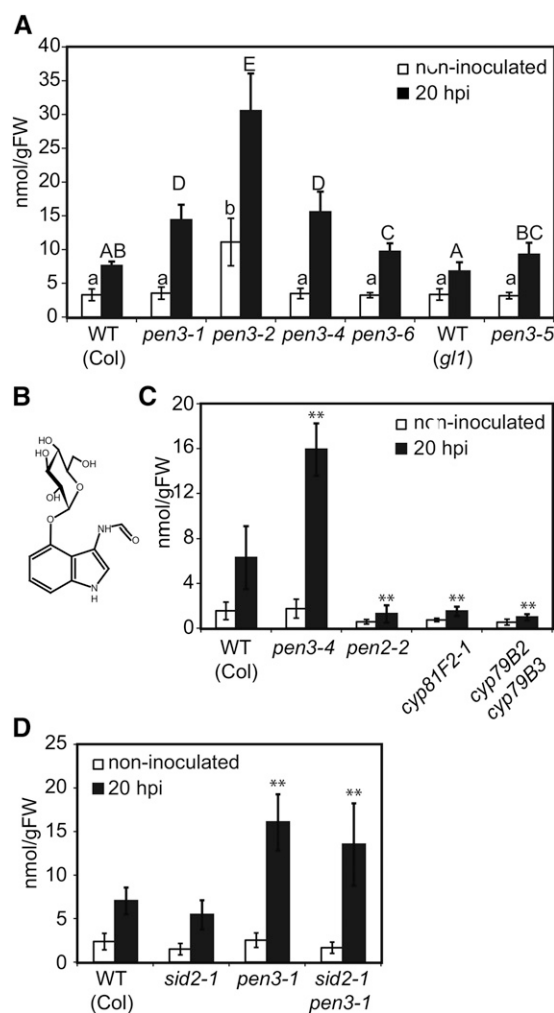 A
nmol/gFW
40
35
30
25
20
15
10
5
0
non-inoculated
20 hpi
a AB a D b E a D a C a A a BC
WT (Col)
pen3-1
pen3-2
pen3-4
pen3-6
WT (gl1)
pen3-5
B
HO
HO
HO
OH
OH
O
O
NH
O
N
H
C
nmol/gFW
20
16
12
8
4
0
non-inoculated
20 hpi
**
**
**
**
WT (Col)
pen3-4
pen2-2
cyp81F2-1
cyp79B2
cyp79B3
D
nmol/gFW
25
20
15
10
5
0
non-inoculated
20 hpi
**
**
WT (Col)
sid2-1
pen3-1
sid2-1
pen3-1